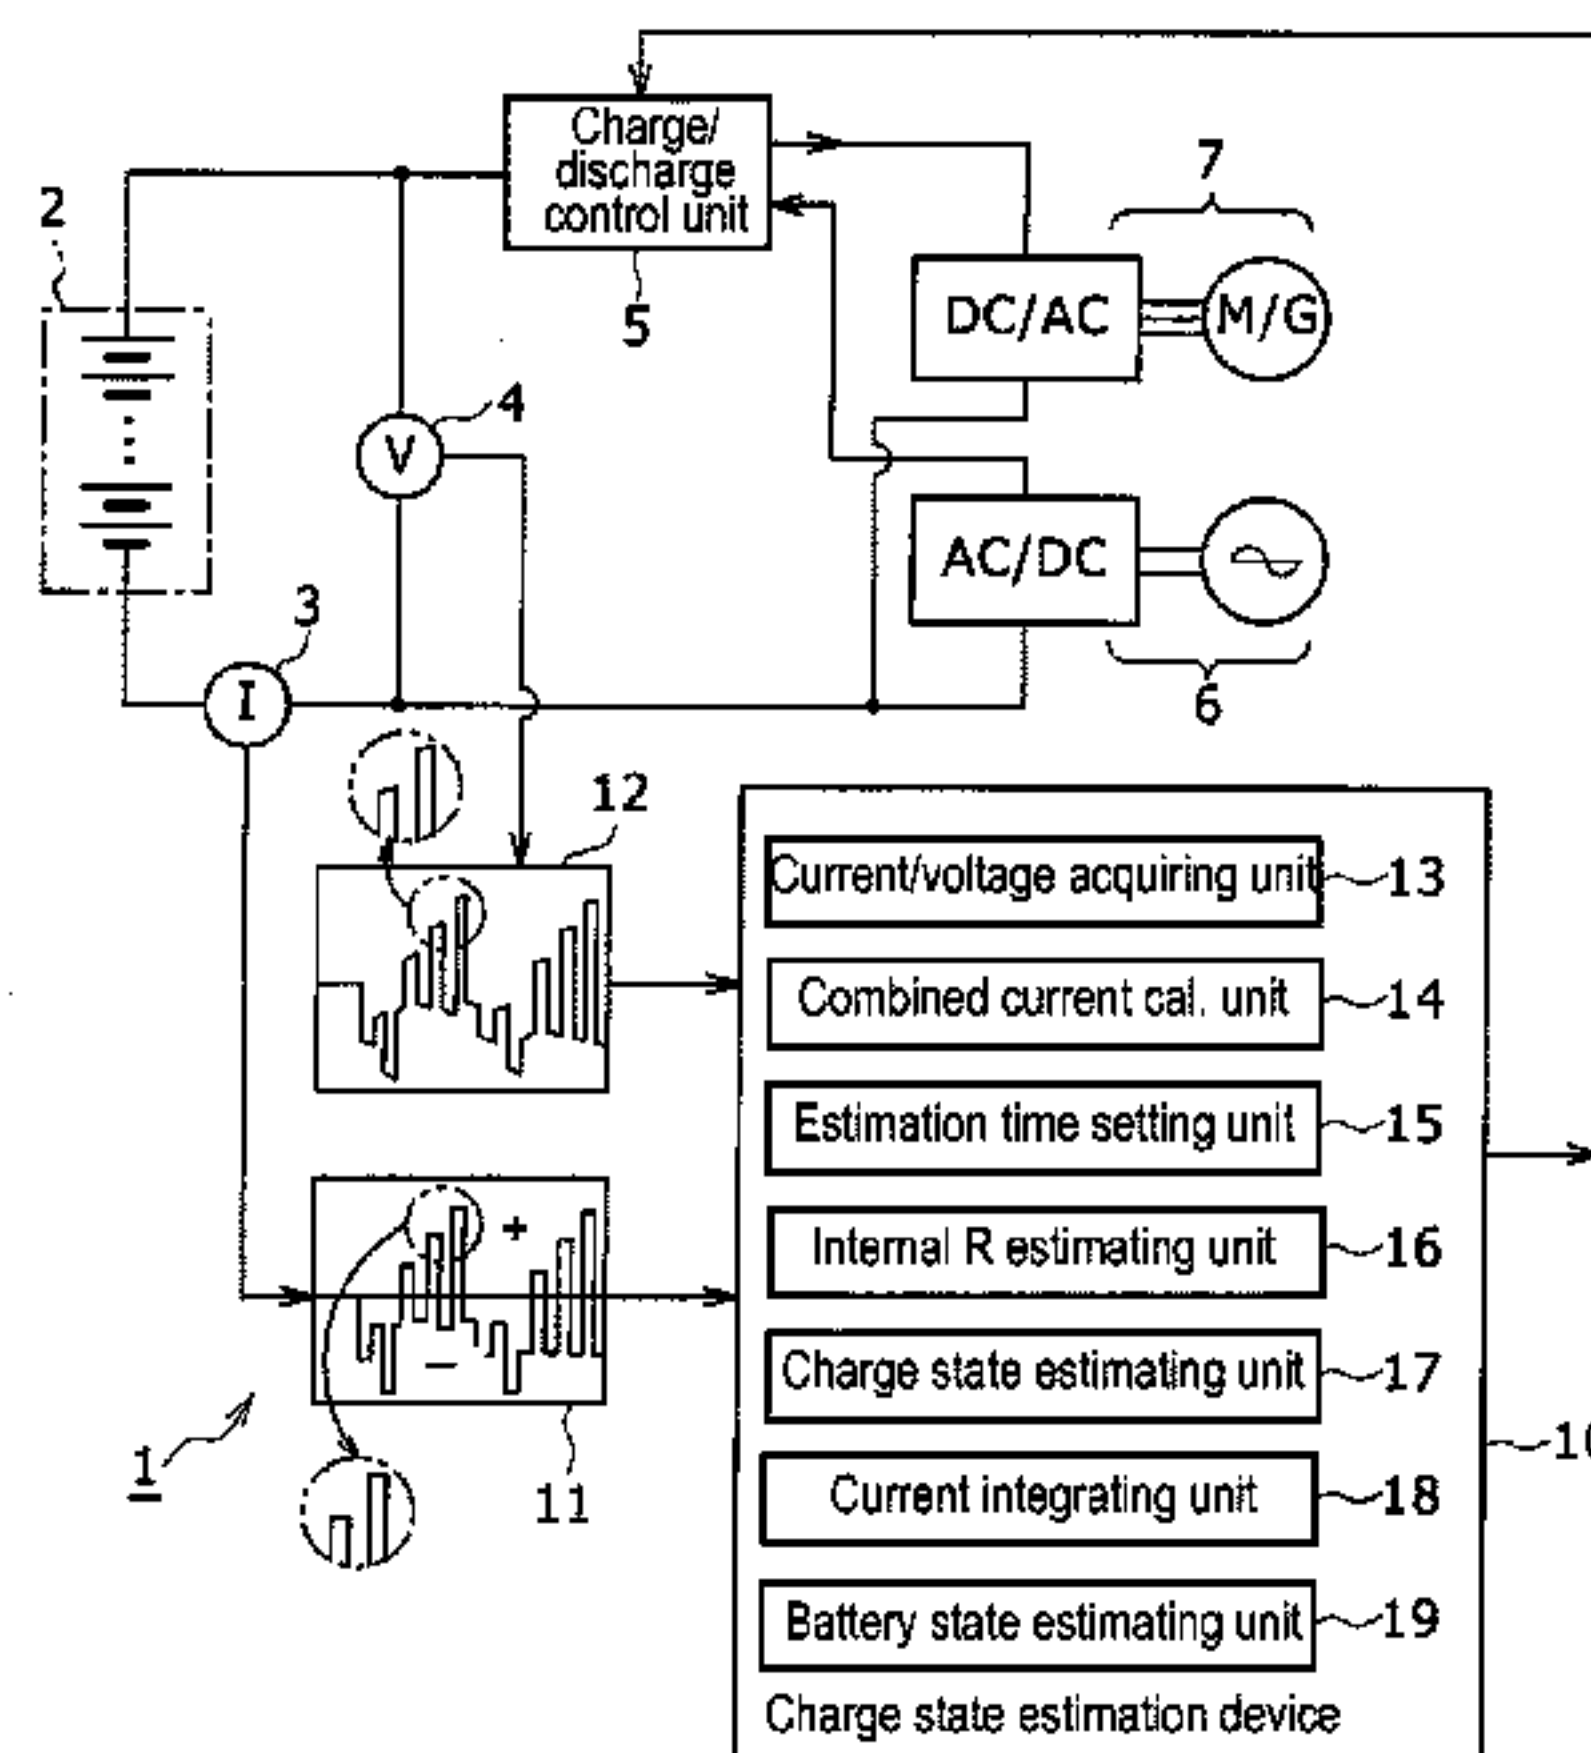 Charge/
discharge
control unit
7
2
5
DC/AC
M/G
4
V
AC/DC
3
I
6
12
Current/voltage acquiring unit
13
Combined current cal. unit
14
Estimation time setting unit
15
+
Internal R estimating unit
16
−
Charge state estimating unit
17
1
11
Current integrating unit
18
Battery state estimating unit
19
Charge state estimation device